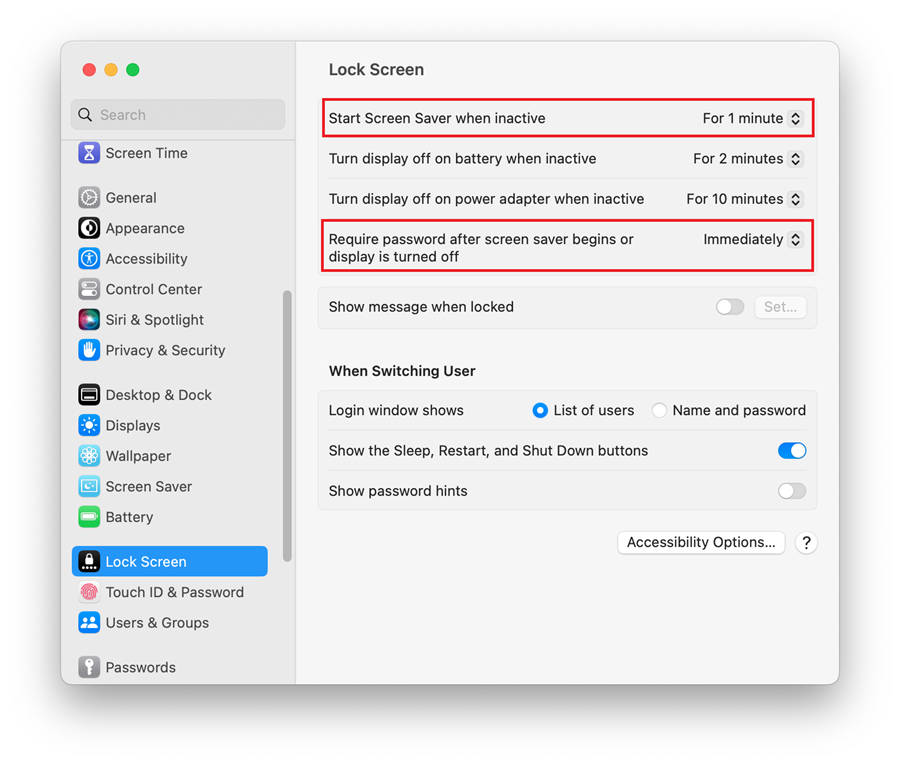 Search
Screen Time
General
Appearance
Accessibility
Control Center
Siri & Spotlight
Privacy & Security
Desktop & Dock
Displays
Wallpaper
Screen Saver
Battery
Lock Screen
Touch ID & Password
Users & Groups
Passwords
Lock Screen
Start Screen Saver when inactive For 1 minute
Turn display off on battery when inactive For 2 minutes
Turn display off on power adapter when inactive For 10 minutes
Require password after screen saver begins or Immediately
display is turned off
Show message when locked Set...
When Switching User
Login window shows List of users Name and password
Show the Sleep, Restart, and Shut Down buttons
Show password hints
Accessibility Options... ?